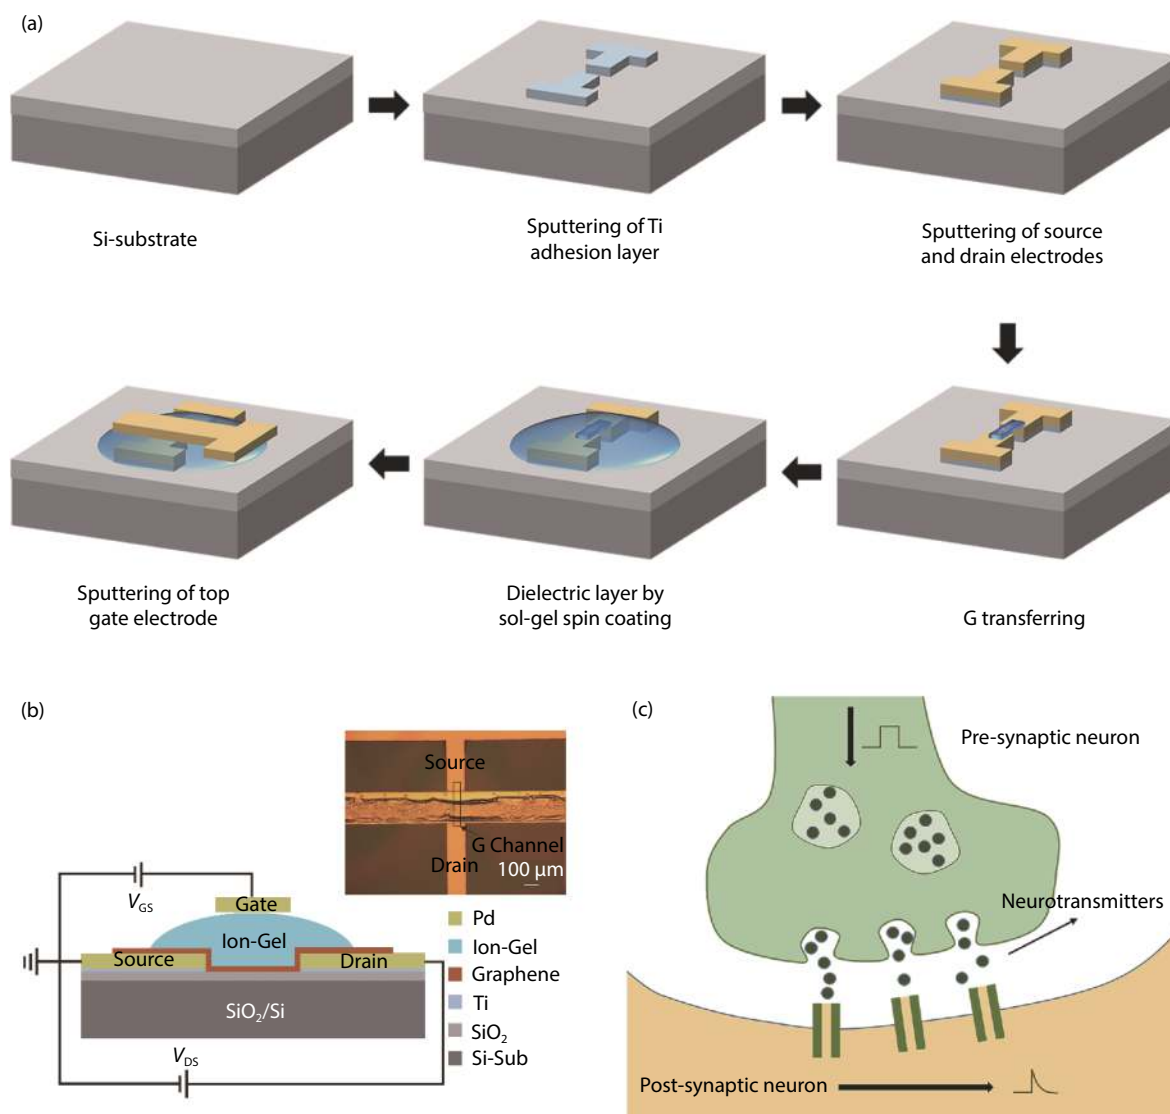 (a)
Si-substrate
Sputtering of Ti
adhesion layer
Sputtering of source
and drain electrodes
Sputtering of top
gate electrode
Dielectric layer by
sol-gel spin coating
G transferring
(b)
Source
G Channel
Drain
100 μm
V_GS
Gate
Ion-Gel
Source
Drain
SiO₂/Si
V_DS
Pd
Ion-Gel
Graphene
Ti
SiO₂
Si-Sub
(c)
Pre-synaptic neuron
Neurotransmitters
Post-synaptic neuron